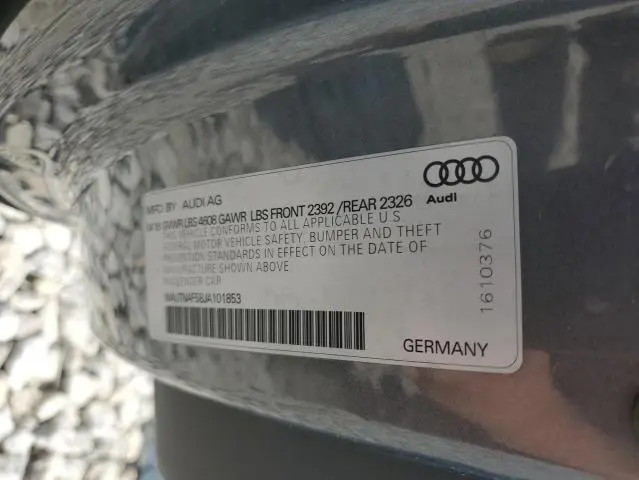 MFD. BY AUDI AG
GWWR LBS 4608 GAWR LBS FRONT 2392 /REAR 2326
THIS VEHICLE CONFORMS TO ALL APPLICABLE U.S.
FEDERAL MOTOR VEHICLE SAFETY, BUMPER AND THEFT
PREVENTION STANDARDS IN EFFECT ON THE DATE OF
MANUFACTURE SHOWN ABOVE
PASSENGER CAR
WAUTNAF58JA101853
GERMANY
Audi
1610376